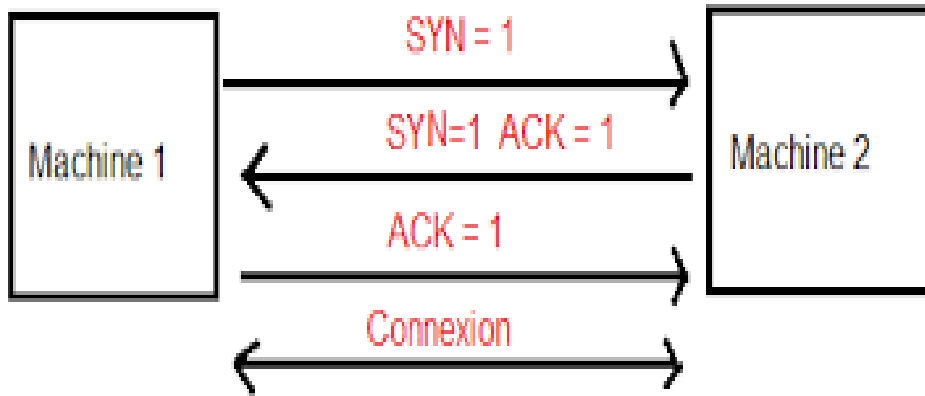 SYN = 1
SYN=1 ACK = 1
Machine 1
Machine 2
ACK = 1
Connexion